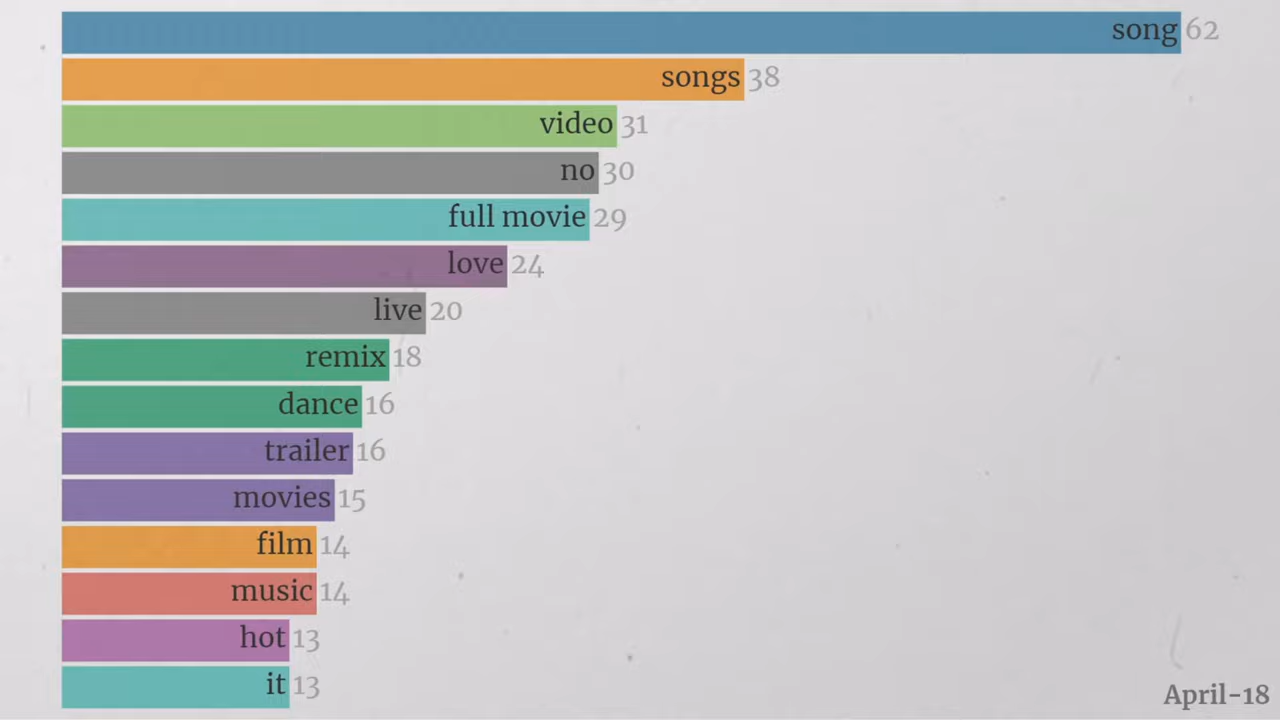 song 62
songs 38
video 31
no 30
full movie 29
love 24
live 20
remix 18
dance 16
trailer 16
movies 15
film 14
music 14
hot 13
it 13
April-18